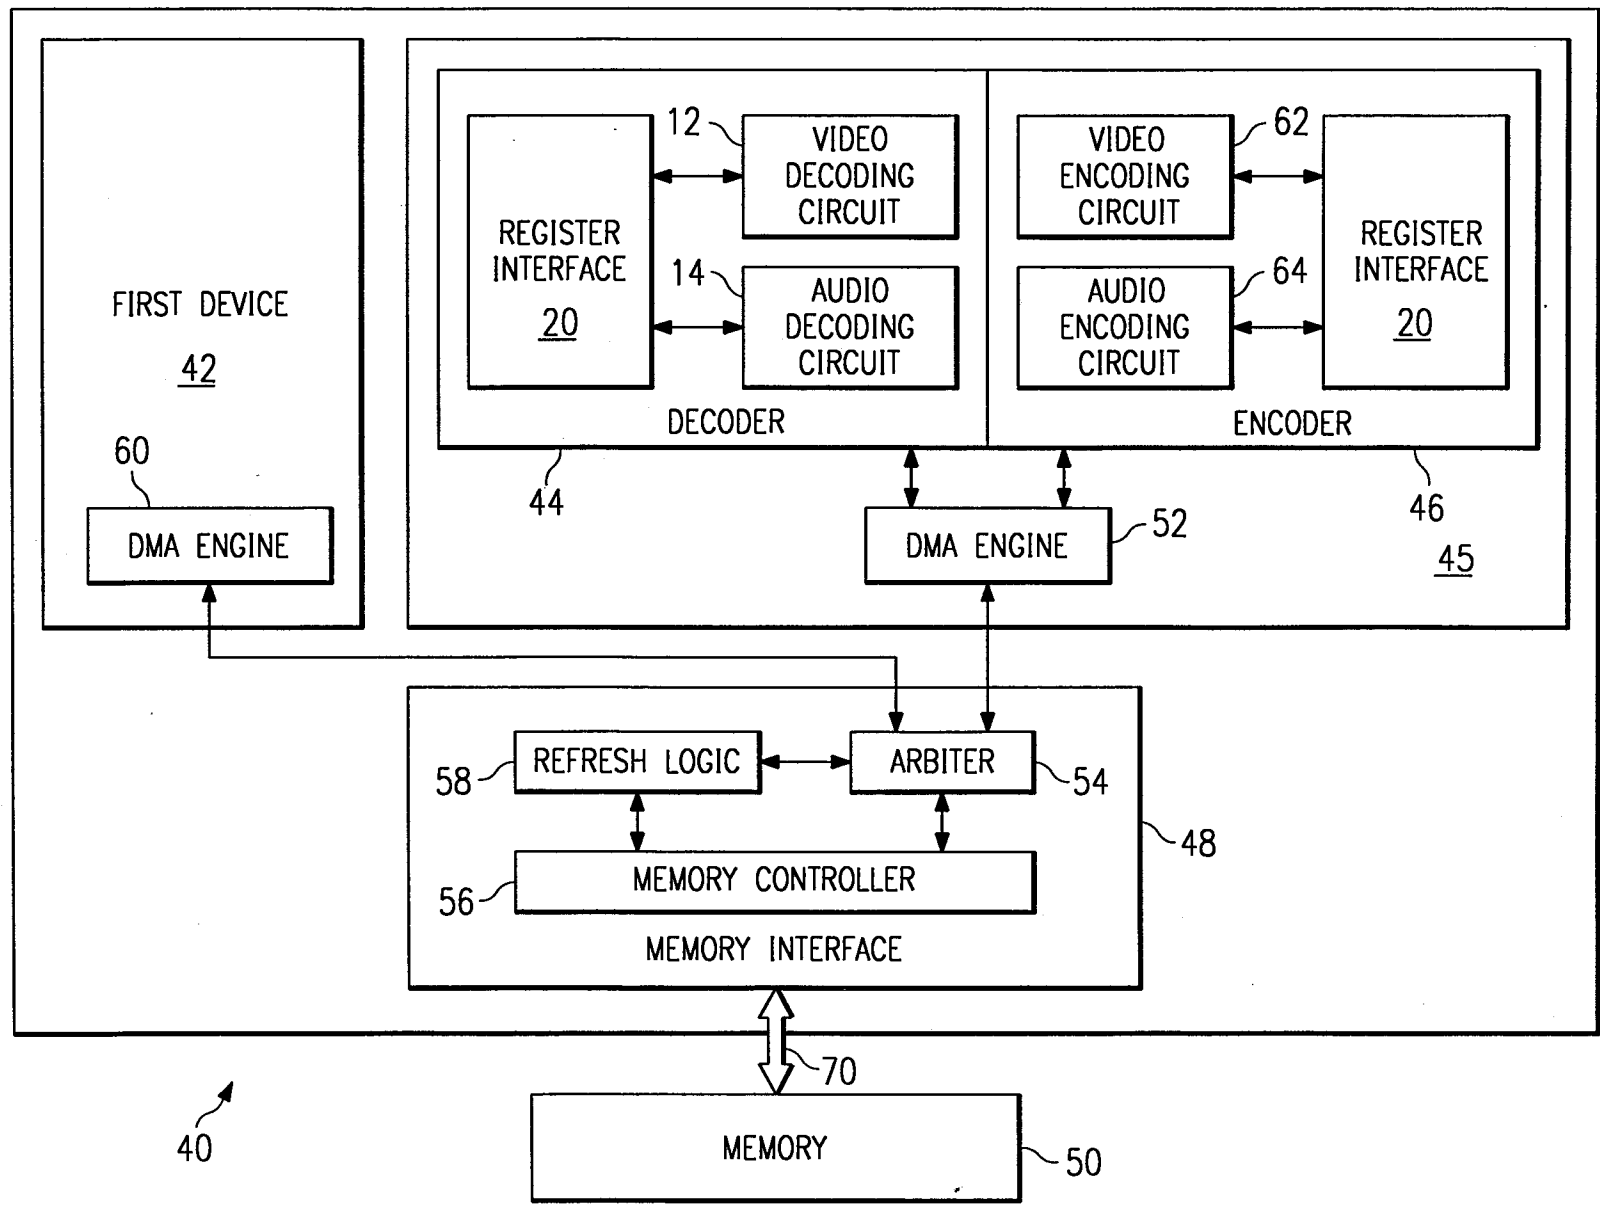 FIRST DEVICE
42
60
DMA ENGINE
REGISTER
INTERFACE
20
12
VIDEO
DECODING
CIRCUIT
14
AUDIO
DECODING
CIRCUIT
DECODER
44
VIDEO
ENCODING
CIRCUIT
62
AUDIO
ENCODING
CIRCUIT
64
REGISTER
INTERFACE
20
ENCODER
46
DMA ENGINE
52
45
REFRESH LOGIC
58
ARBITER
54
MEMORY CONTROLLER
56
MEMORY INTERFACE
48
70
40
MEMORY
50